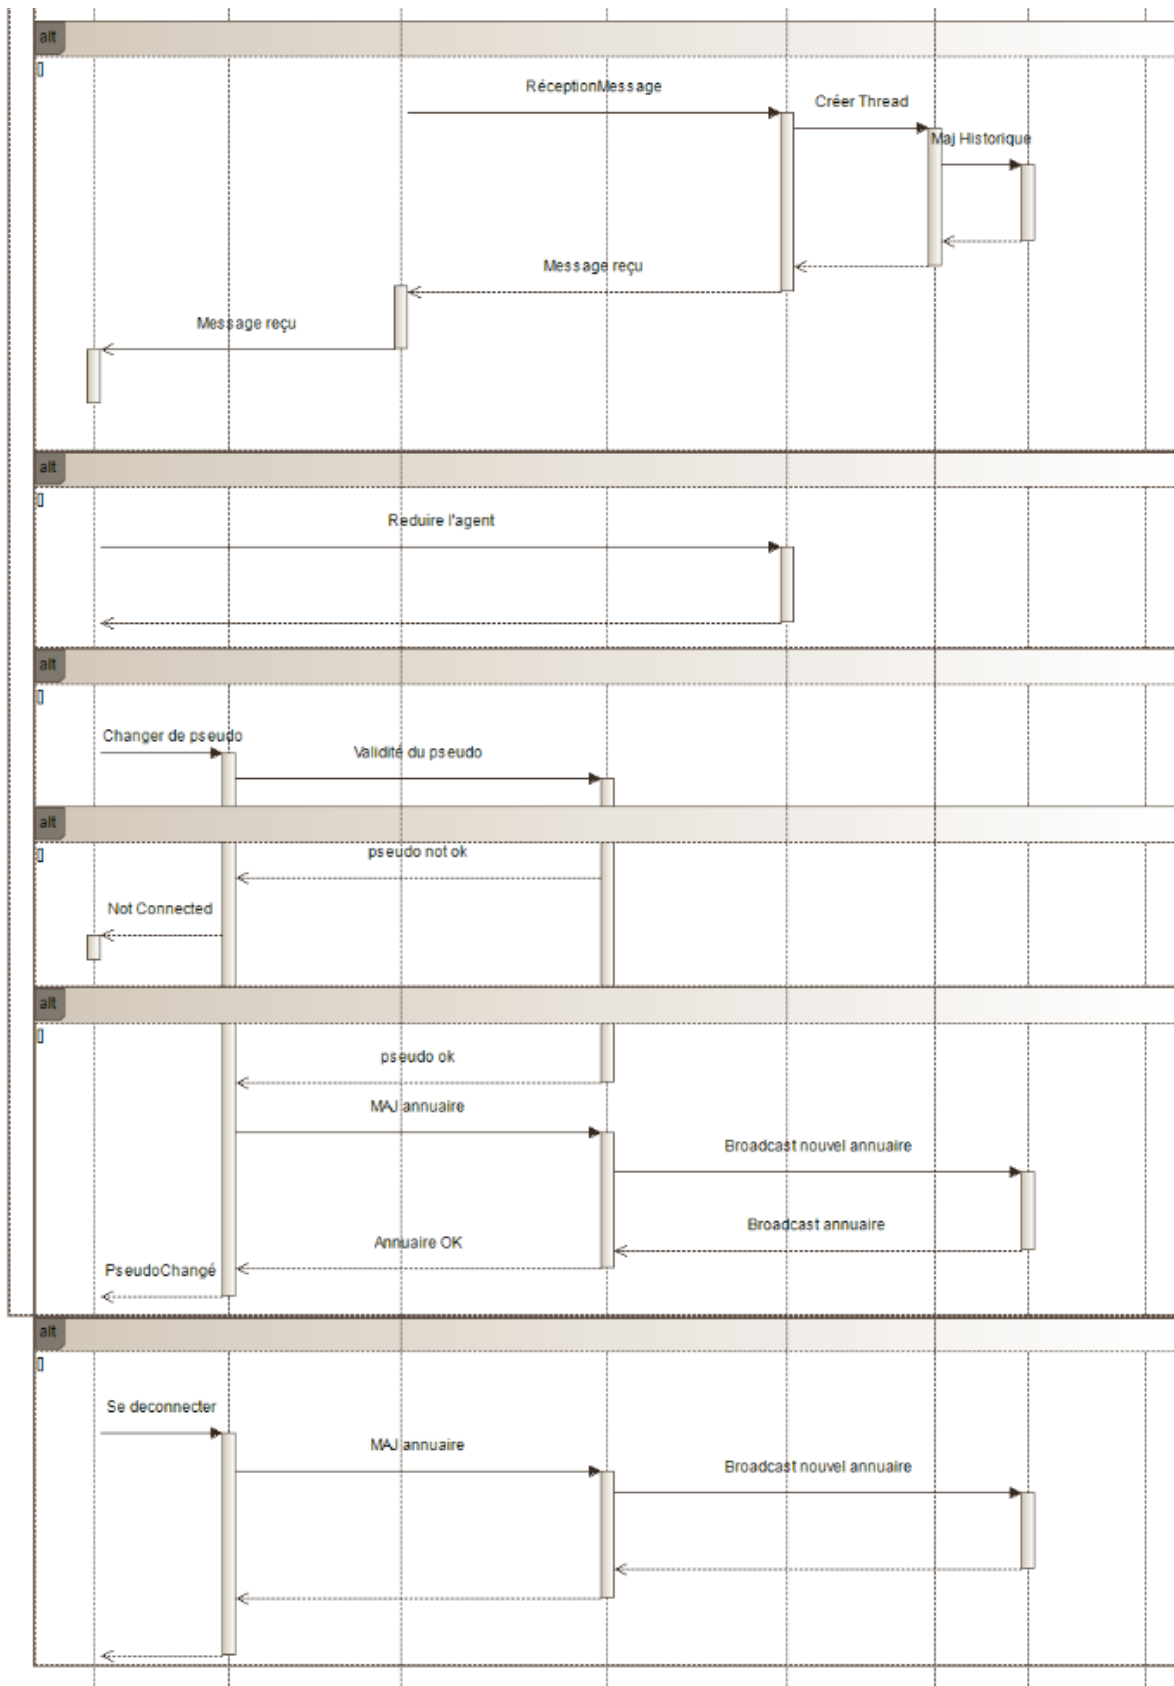 alt
[]
RéceptionMessage
Créer Thread
Maj Historique
Message reçu
Message reçu
alt
[]
Reduire l'agent
alt
[]
Changer de pseudo
Validité du pseudo
alt
[]
pseudo not ok
Not Connected
alt
[]
pseudo ok
MAJ annuaire
Broadcast nouvel annuaire
Broadcast annuaire
Annuaire OK
PseudoChangé
alt
[]
Se deconnecter
MAJ annuaire
Broadcast nouvel annuaire